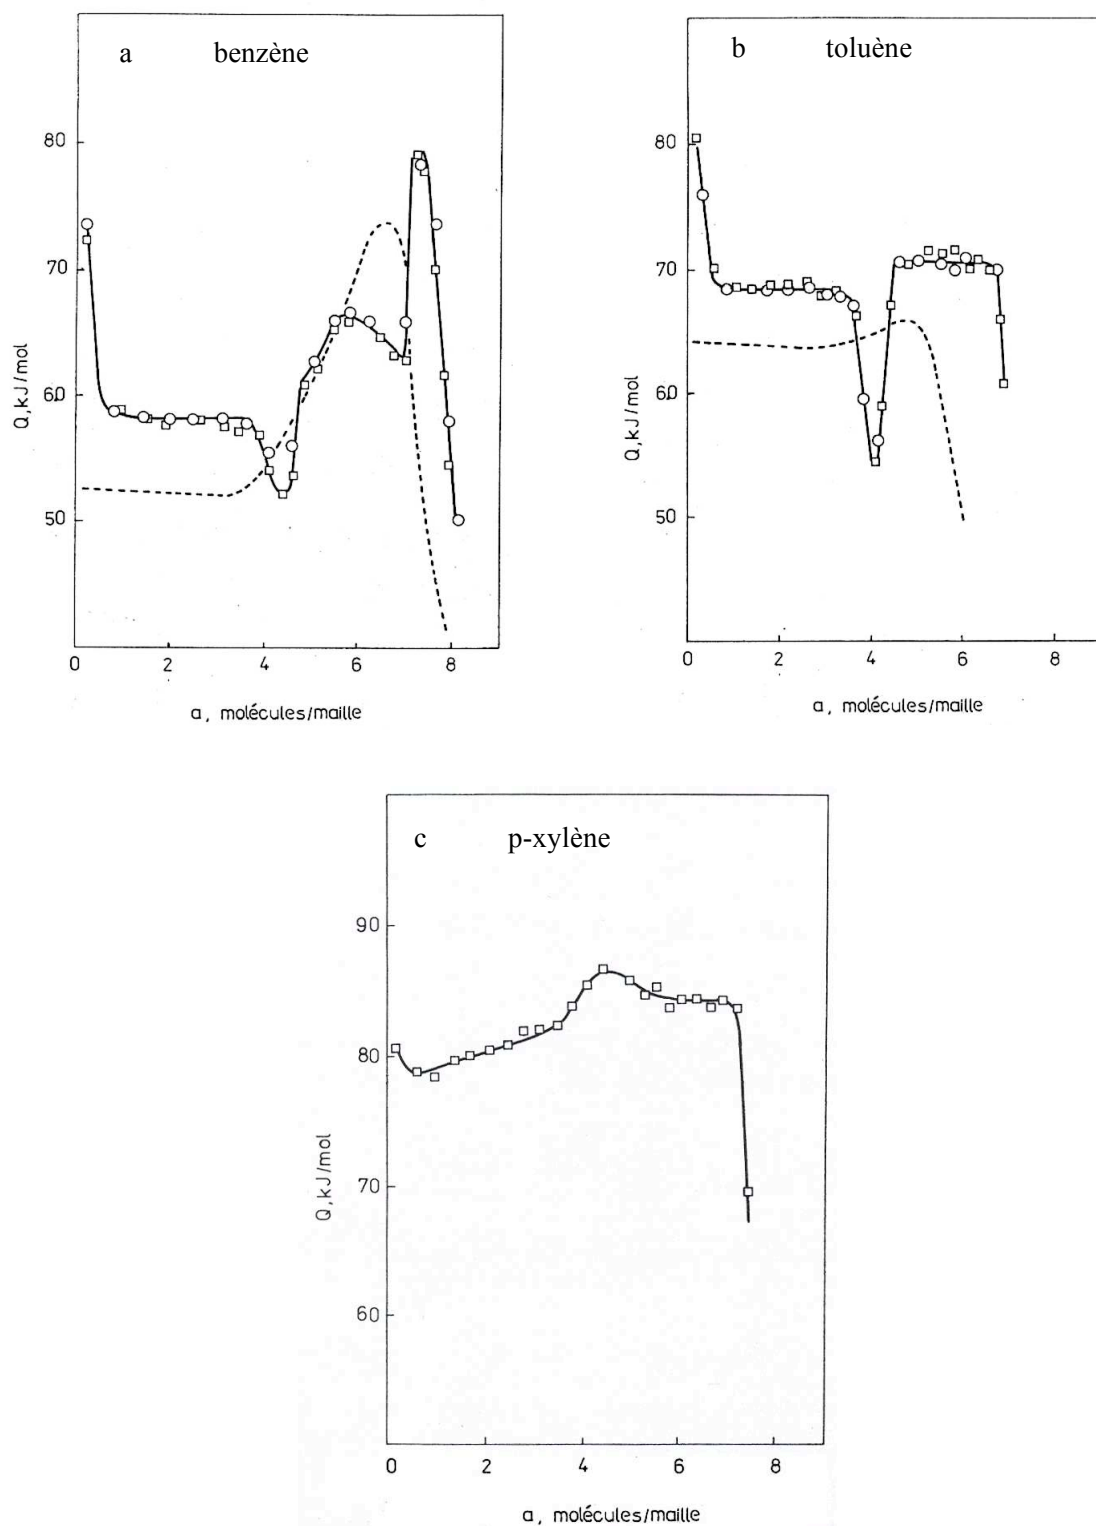 a benzène
80
70
60
50
Q, kJ/mol
0 2 4 6 8
a, molécules/maille
b toluène
80
70
60
50
Q, kJ/mol
0 2 4 6 8
a, molécules/maille
c p-xylène
90
80
70
60
Q, kJ/mol
0 2 4 6 8
a, molécules/maille